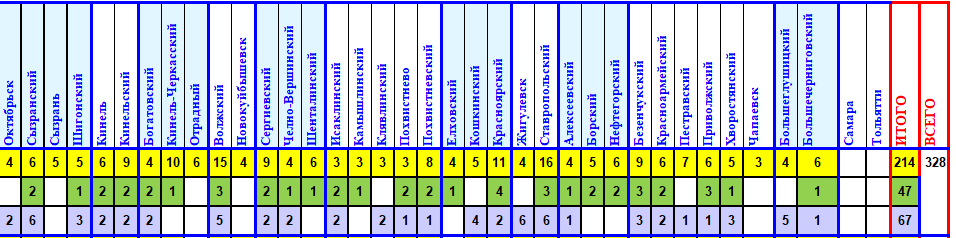 Октябрьск
Сызранский
Сызрань
Шигонский
Кинель
Кинельский
Богатовский
Кинель-Черкасский
Отрадный
Волжский
Новокуйбышевск
Сергиевский
Челно-Вершинский
Шенталинский
Исаклинский
Камышлинский
Клявлинский
Похвистнево
Похвистневский
Елховский
Кошкинский
Красноярский
Жигулевск
Ставропольский
Алексеевский
Борский
Нефтегорский
Безенчукский
Красноармейский
Пестравский
Приволжский
Хворостянский
Чапаевск
Большеглушицкий
Большечерниговский
Самара
Тольятти
ИТОГО
ВСЕГО
4 6 5 5 6 9 4 10 6 15 4 9 4 6 3 3 3 3 8 4 5 11 4 16 4 5 6 9 6 7 6 5 3 4 6 214 328
2 1 2 2 2 1 3 2 1 1 2 1 2 2 1 4 3 1 2 2 3 2 3 1 1 47
2 6 3 2 2 2 5 2 2 2 2 1 1 4 2 6 6 1 3 2 1 1 3 5 1 67